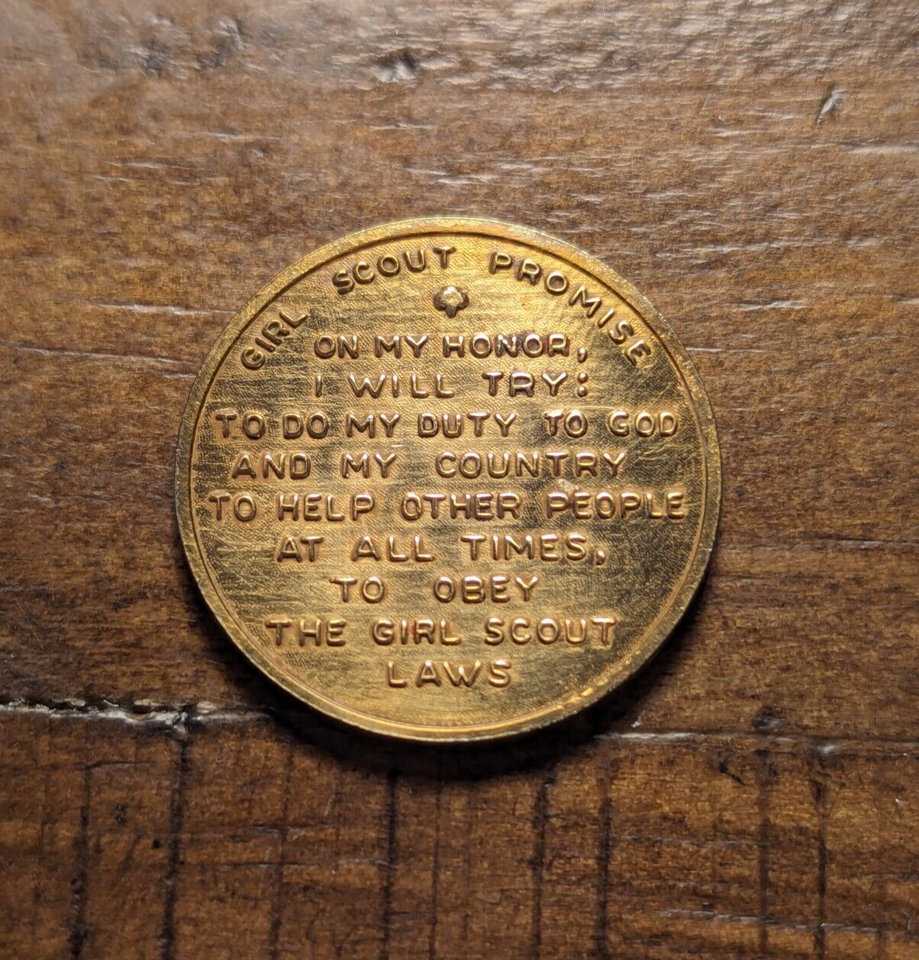 GIRL SCOUT PROMISE
ON MY HONOR,
I WILL TRY:
TO DO MY DUTY TO GOD
AND MY COUNTRY
TO HELP OTHER PEOPLE
AT ALL TIMES,
TO OBEY
THE GIRL SCOUT
LAWS